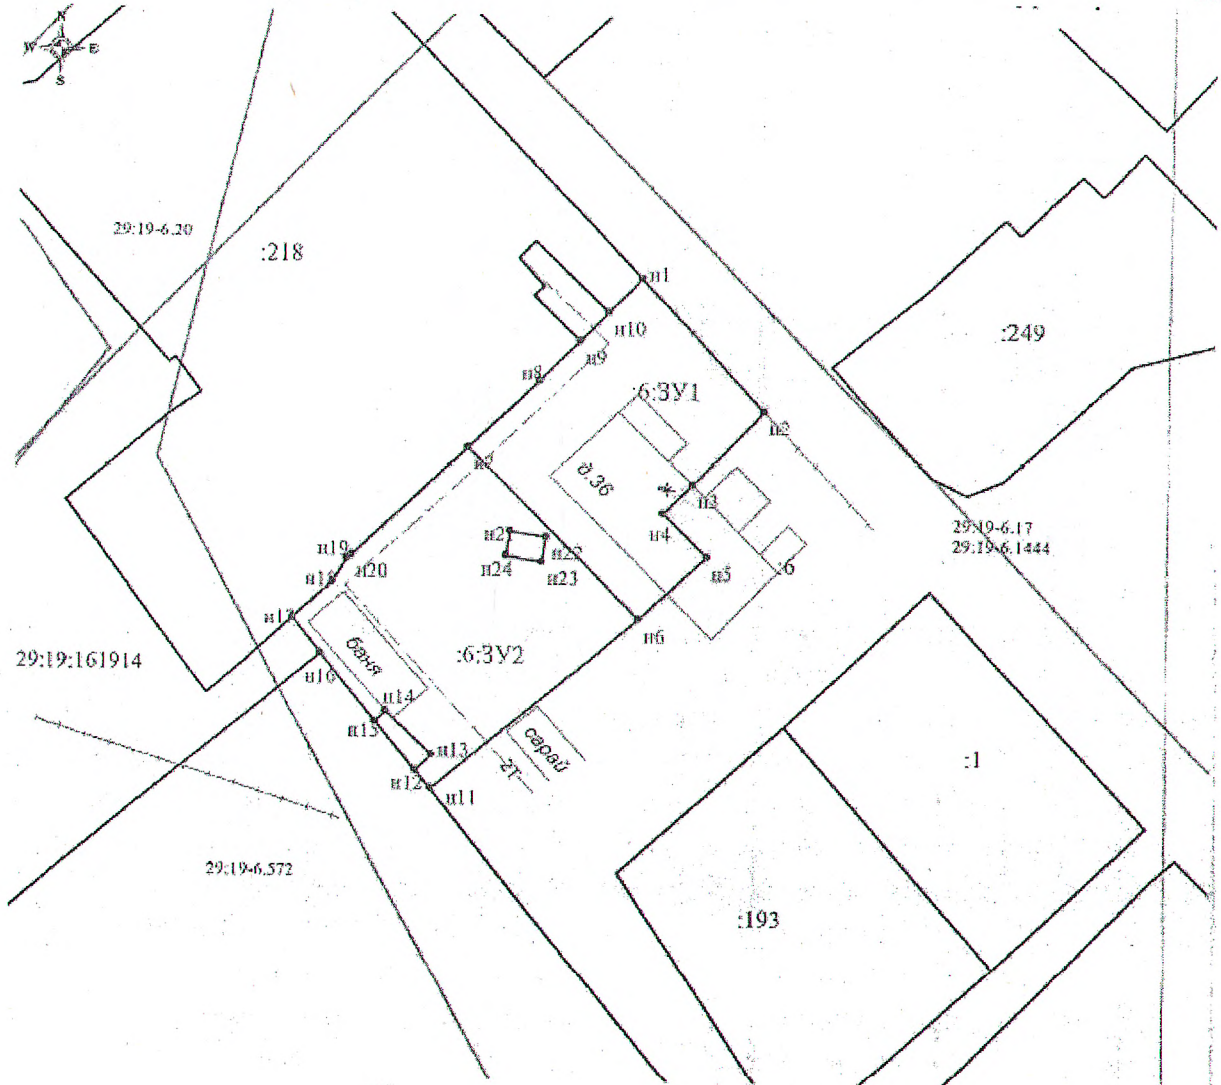 N
W E
S
29:19-6.20
:218
н1
н10
:249
н9
н8
:6:ЗУ1
н2
н7
д.36
н3
н4
29:19-6.17
29:19-6.1444
н2
н22
н5
:6
н19
н24
н23
н18
н20
н17
н6
29:19:161914
баня
:6:ЗУ2
н16
н14
н15
сарай
н13
2Т
:1
н12
н11
29:19-6.572
:193